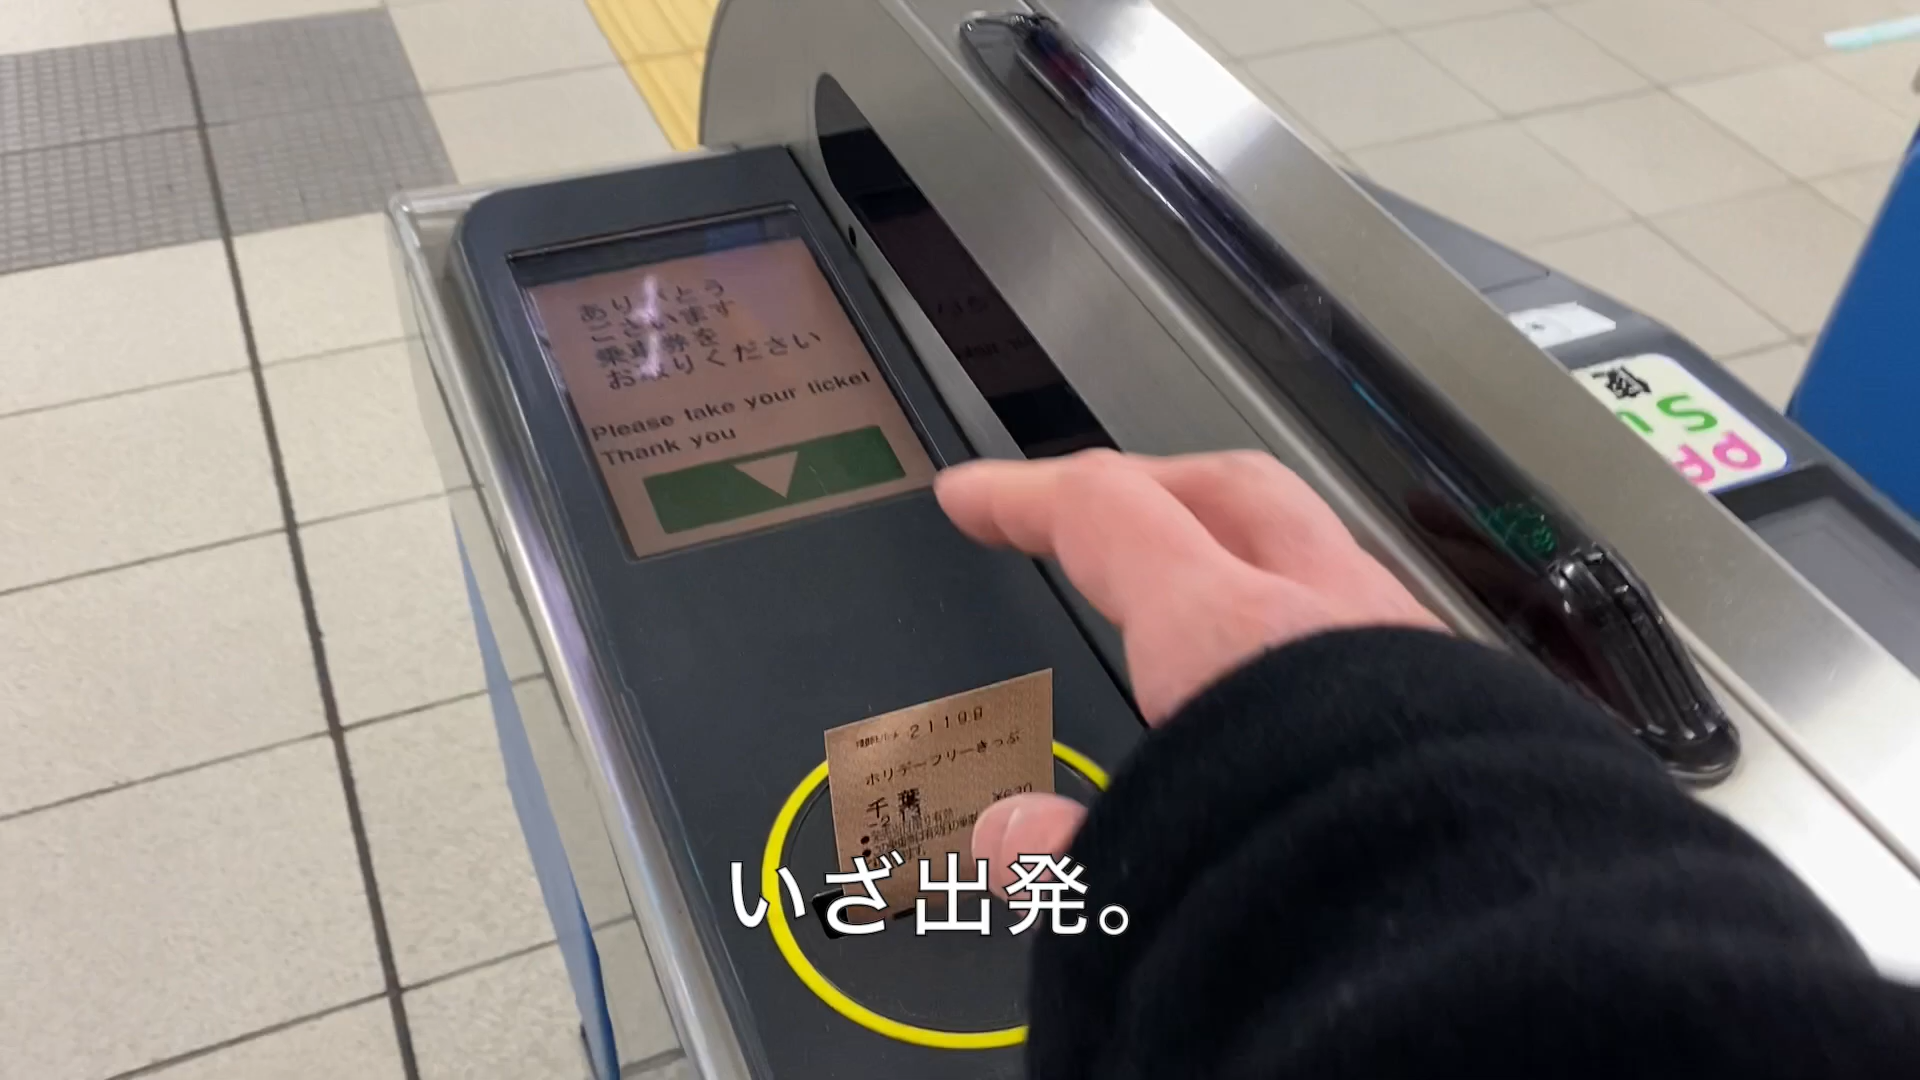 ありがとう
ございます
乗車券を
お取りください
Please take your ticket
Thank you
21109
ホリデーフリーきっぷ
千葉
¥630
いざ出発。